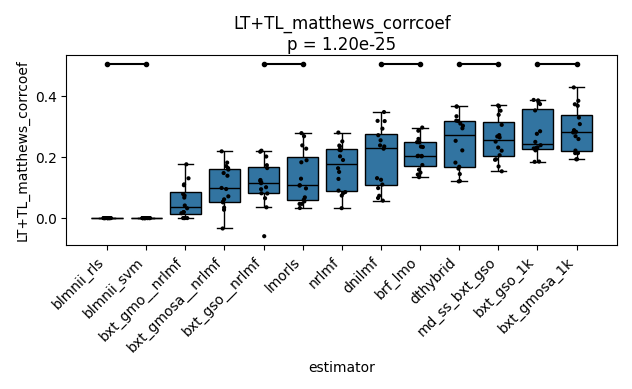 LT+TL_matthews_corrcoef
p = 1.20e-25
LT+TL_matthews_corrcoef
0.4
0.2
0.0
blmnii_rls
blmnii_svm
bxt_gmo__nrlmf
bxt_gmosa__nrlmf
bxt_gso__nrlmf
lmorls
nrlmf
dnilmf
brf_lmo
dthybrid
md_ss_bxt_gso
bxt_gso_1k
bxt_gmosa_1k
estimator